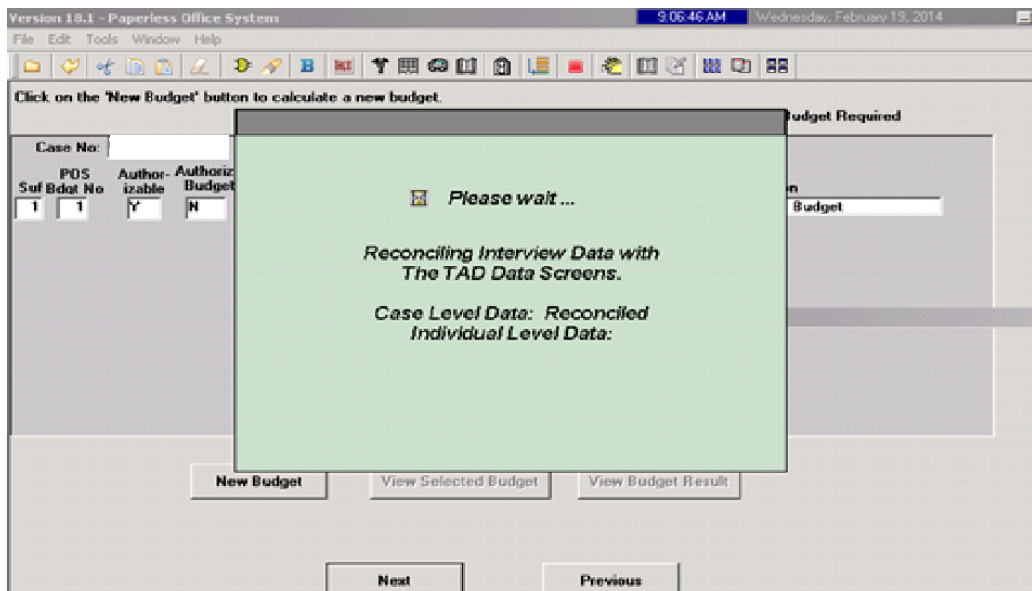 Version 18.1 - Paperless Office System 9:06:46 AM Wednesday, February 19, 2014
File Edit Tools Window Help
Click on the 'New Budget' button to calculate a new budget.
Budget Required
Case No:
Suf POS Bdgt No Author-izable Authoriz Budget n
1 1 Y N Budget
Please wait ...
Reconciling Interview Data with
The TAD Data Screens.
Case Level Data: Reconciled
Individual Level Data:
New Budget View Selected Budget View Budget Result
Next Previous